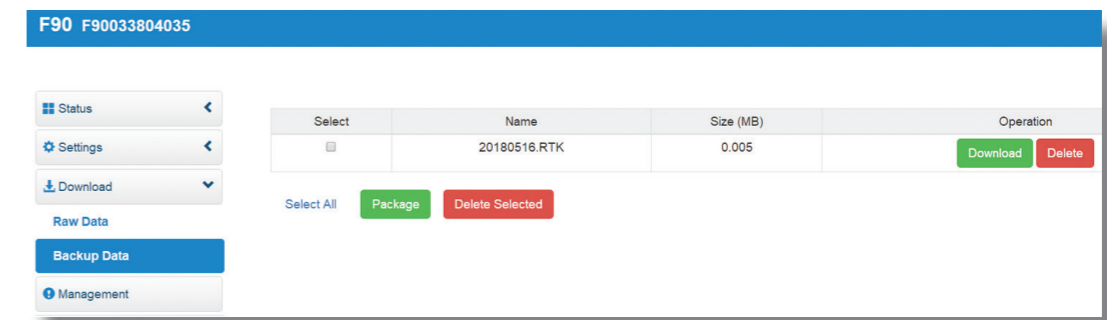 F90 F90033804035
Status
Settings
Download
Raw Data
Backup Data
Management
Select Name Size (MB) Operation
20180516.RTK 0.005 Download Delete
Select All Package Delete Selected